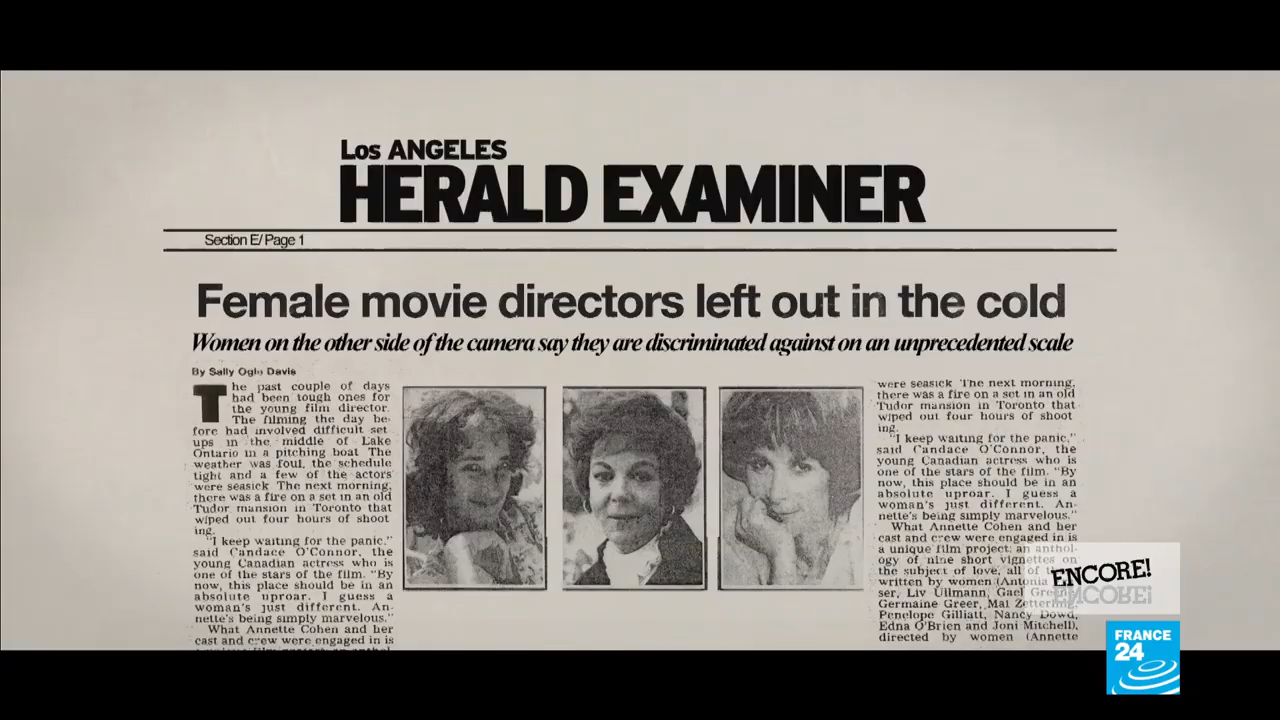 Los ANGELES
HERALD EXAMINER
Section E/ Page 1
Female movie directors left out in the cold
Women on the other side of the camera say they are discriminated against on an unprecedented scale
By Sally Ogle Davis
The past couple of days
had been tough ones for
the young film director.
The filming the day be-
fore had involved difficult set
ups in the middle of Lake
Ontario in a pitching boat The
weather was foul, the schedule
tight and a few of the actors
were seasick The next morning,
there was a fire on a set in an old
Tudor mansion in Toronto that
wiped out four hours of shoot
ing.
"I keep waiting for the panic,"
said Candace O'Connor, the
young Canadian actress who is
one of the stars of the film. "By
now, this place should be in an
absolute uproar. I guess a
woman's just different. An-
nette's being simply marvelous."
What Annette Cohen and her
cast and crew were engaged in is
were seasick The next morning,
there was a fire on a set in an old
Tudor mansion in Toronto that
wiped out four hours of shoot
ing.
"I keep waiting for the panic,"
said Candace O'Connor, the
young Canadian actress who is
one of the stars of the film. "By
now, this place should be in an
absolute uproar. I guess a
woman's just different. An-
nette's being simply marvelous."
What Annette Cohen and her
cast and crew were engaged in is
a unique film project: an anthol-
ogy of nine short vignettes on
the subject of love, all of
written by women (Antonia
ser, Liv Ullmann, Gael
Germaine Greer, Mai Zetterling,
Penelope Gilliatt, Nancy Dowd,
Edna O'Brien and Joni Mitchell),
directed by women (Annette
ENCORE!
FRANCE
24